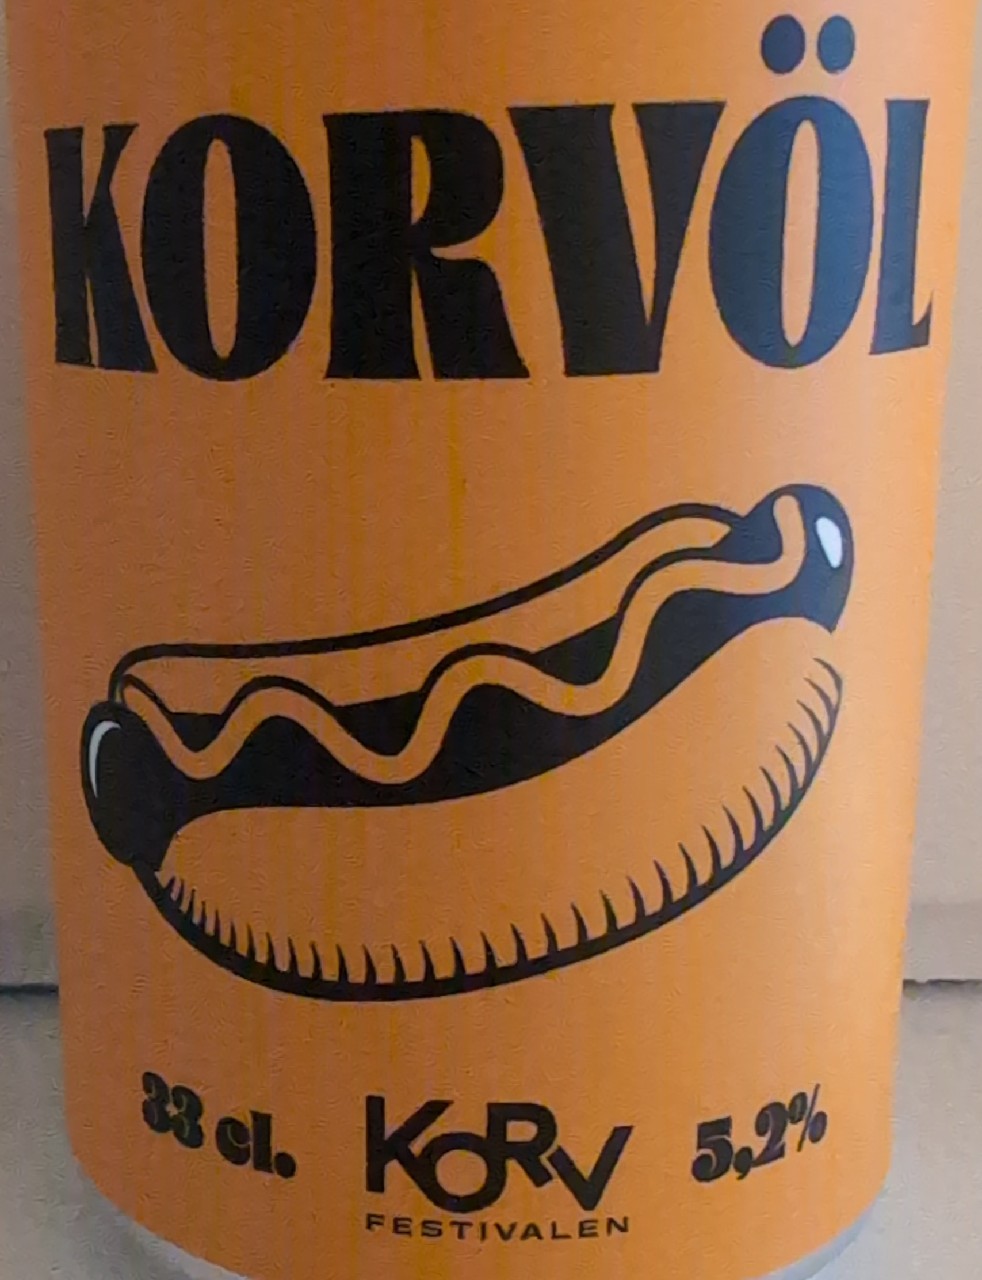 KORVÖL
33 cl. KORV 5,2%
FESTIVALEN